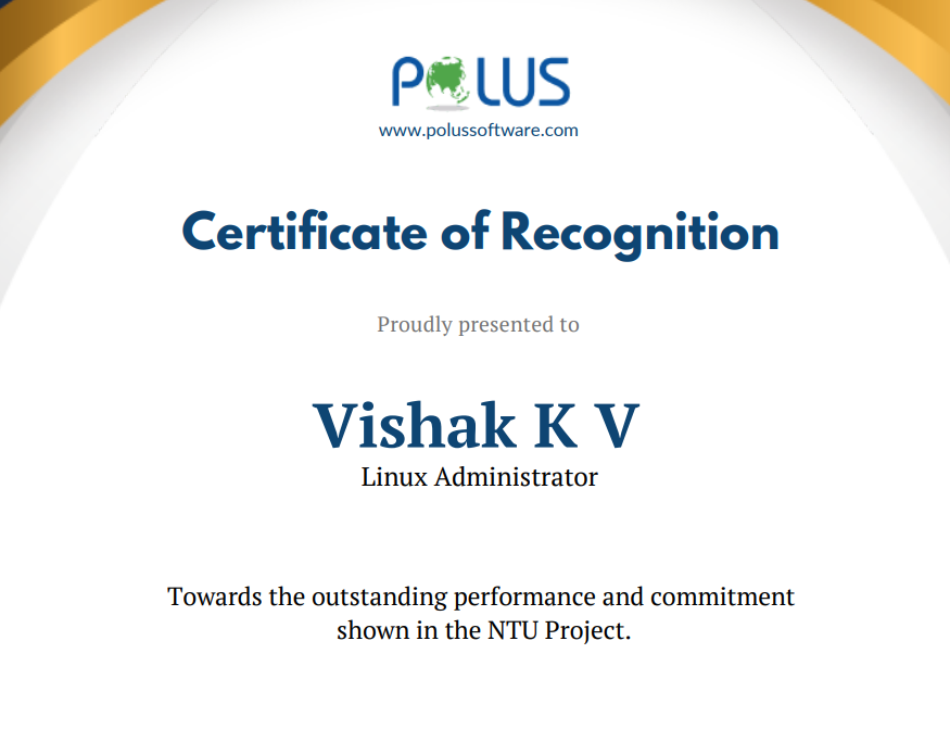 POLUS
www.polussoftware.com
Certificate of Recognition
Proudly presented to
Vishak K V
Linux Administrator
Towards the outstanding performance and commitment
shown in the NTU Project.